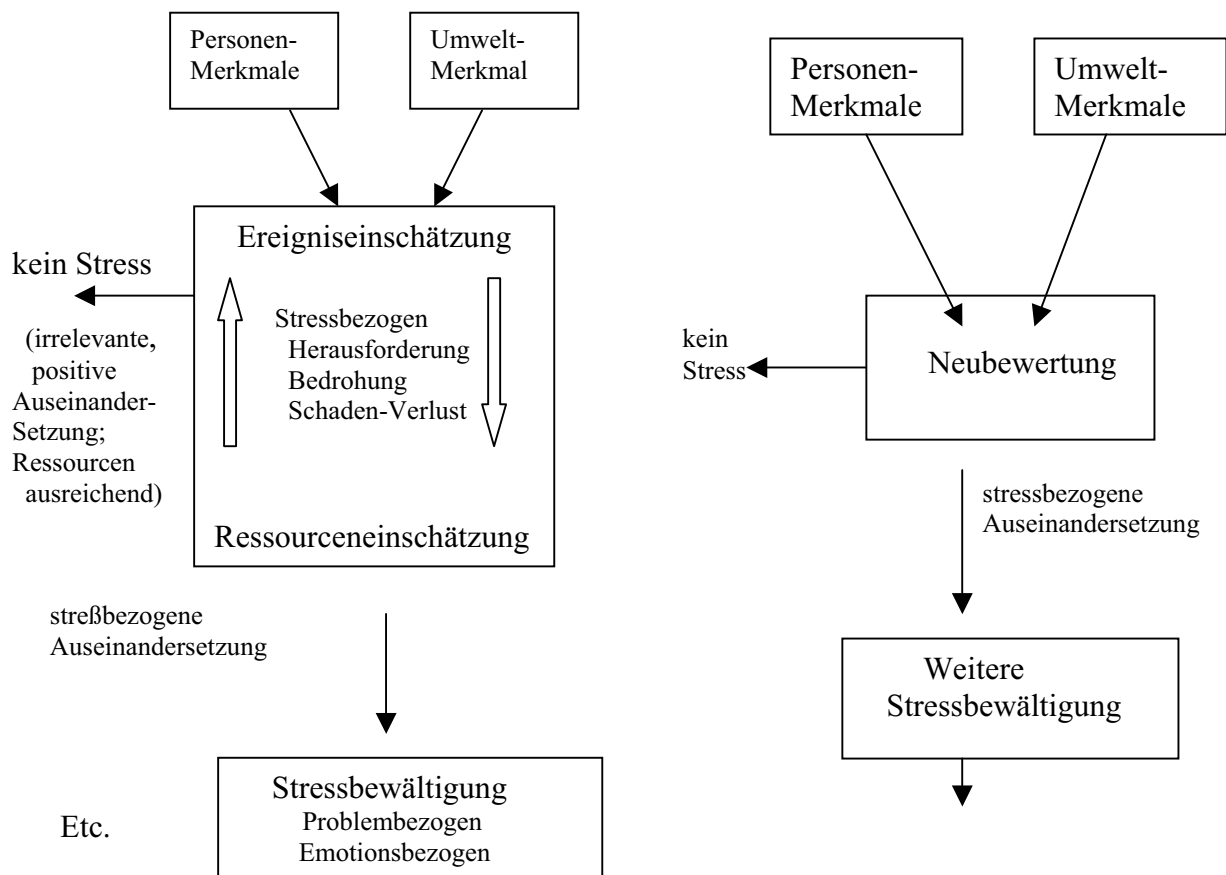 Personen-
Merkmale
Umwelt-
Merkmal
Ereigniseinschätzung
kein Stress
(irrelevante,
positive
Auseinander-
Setzung;
Ressourcen
ausreichend)
Stressbezogen
Herausforderung
Bedrohung
Schaden-Verlust
Ressourceneinschätzung
streßbezogene
Auseinandersetzung
Stressbewältigung
Problembezogen
Emotionsbezogen
Etc.
Personen-
Merkmale
Umwelt-
Merkmale
kein
Stress
Neubewertung
stressbezogene
Auseinandersetzung
Weitere
Stressbewältigung